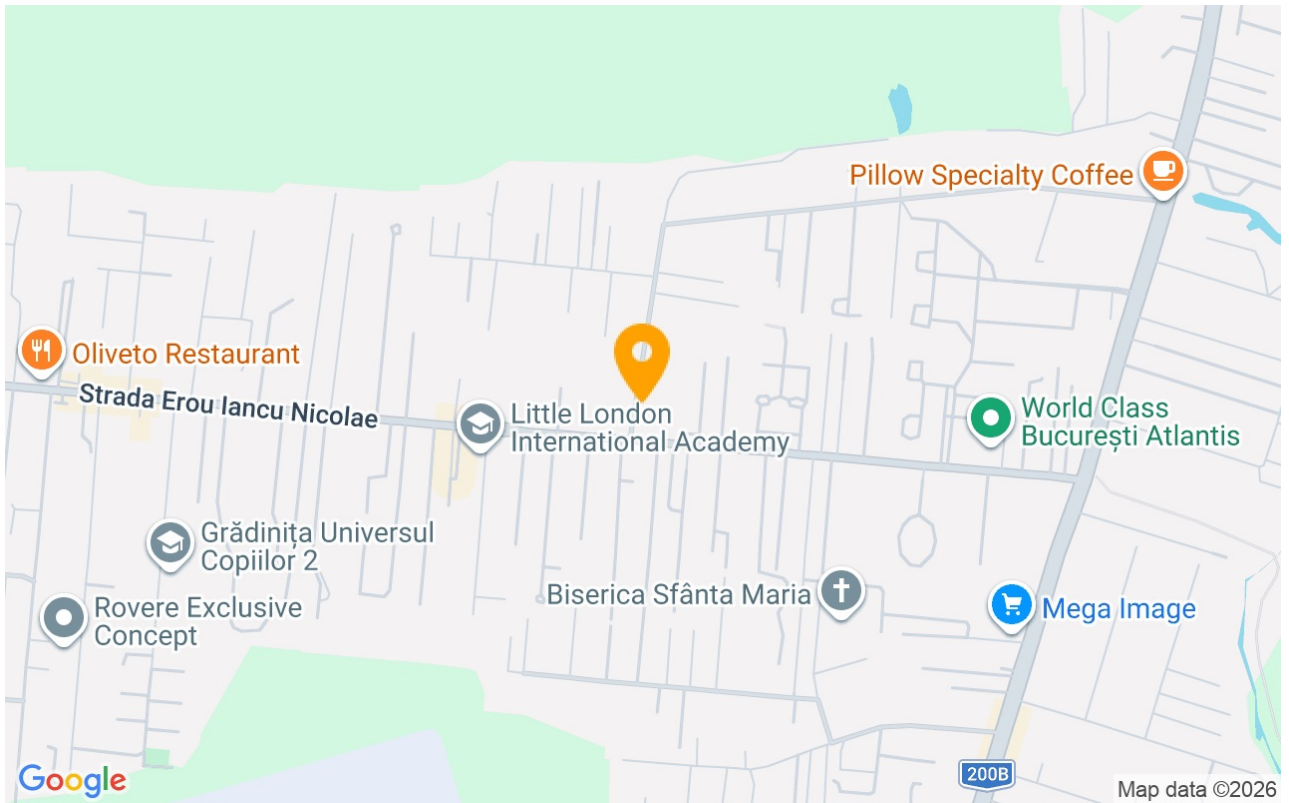 Pillow Specialty Coffee
Oliveto Restaurant
Strada Erou Iancu Nicolae
Little London
International Academy
World Class
București Atlantis
Grădinița Universul
Copiilor 2
Biserica Sfânta Maria
Rovere Exclusive
Concept
Mega Image
200B
Google
Map data ©2026